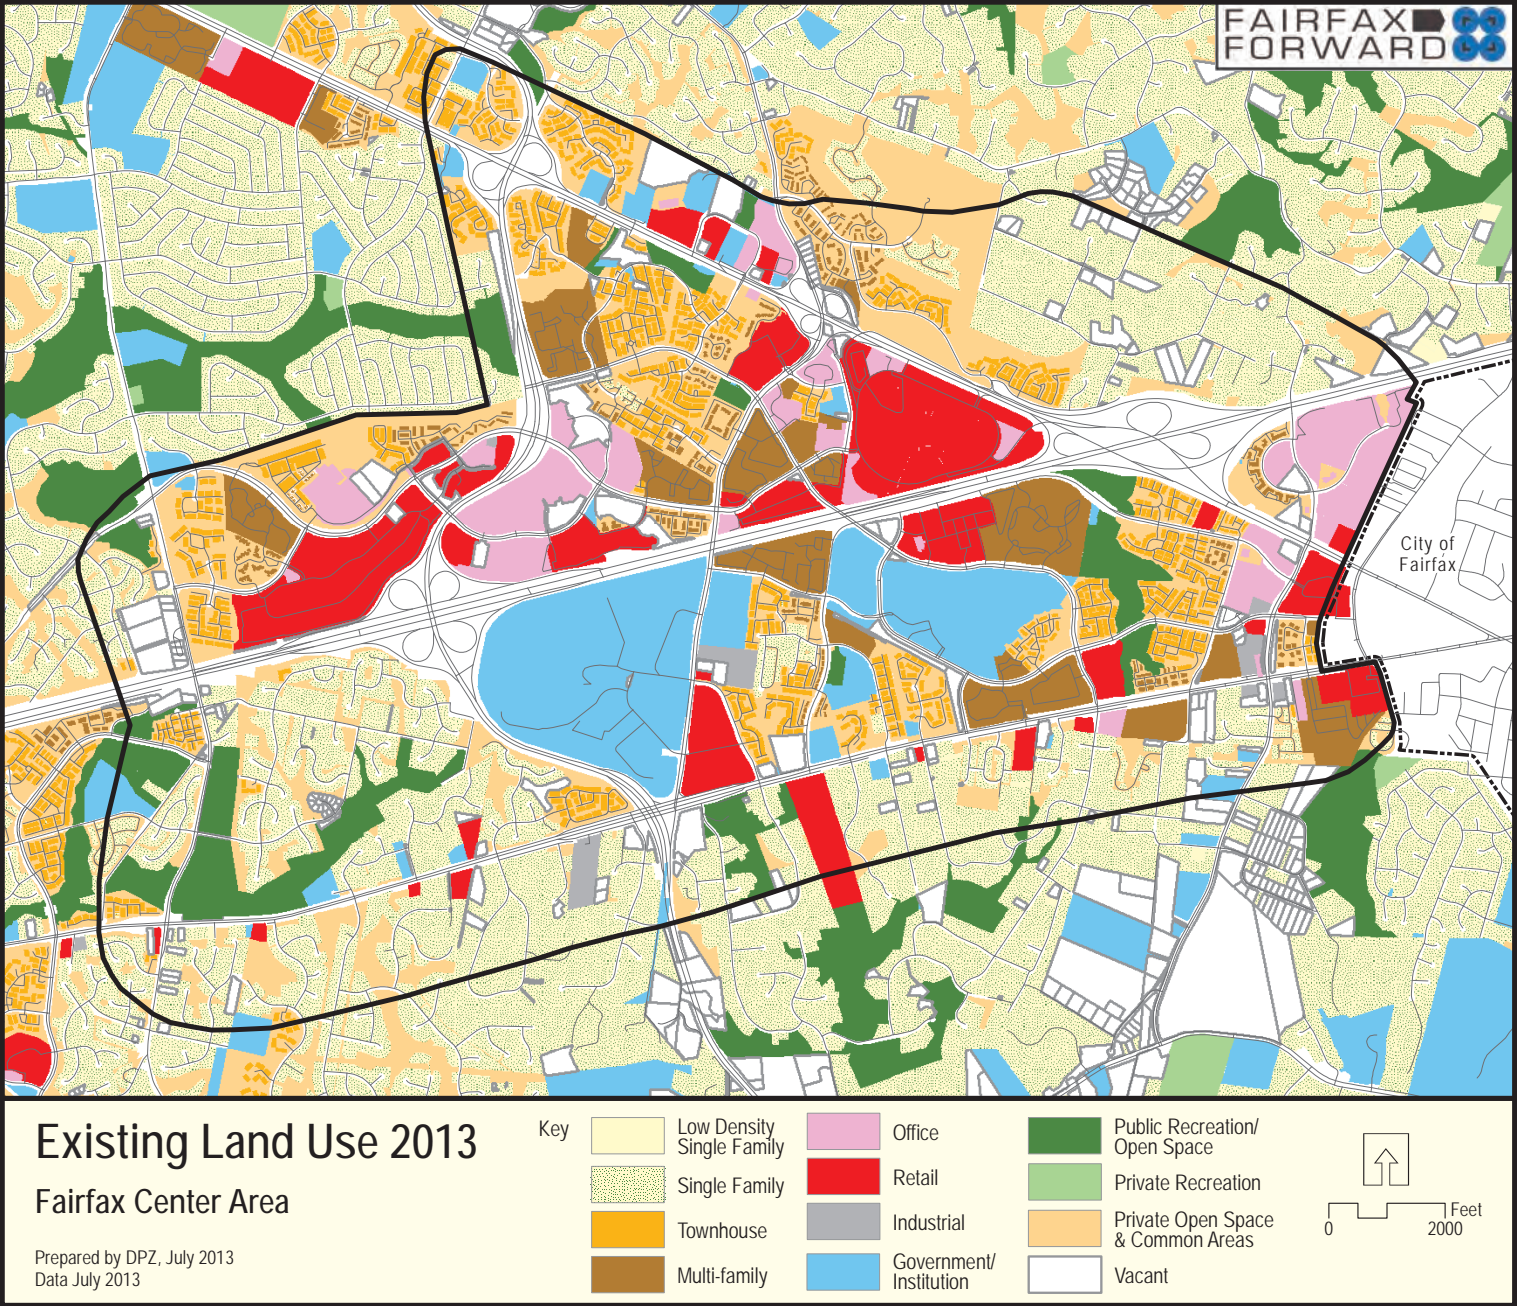 FAIRFAX
FORWARD
City of
Fairfax
Existing Land Use 2013
Fairfax Center Area
Prepared by DPZ, July 2013
Data July 2013
Key
Low Density
Single Family
Single Family
Townhouse
Multi-family
Office
Retail
Industrial
Government/
Institution
Public Recreation/
Open Space
Private Recreation
Private Open Space
& Common Areas
Vacant
Feet
0 2000